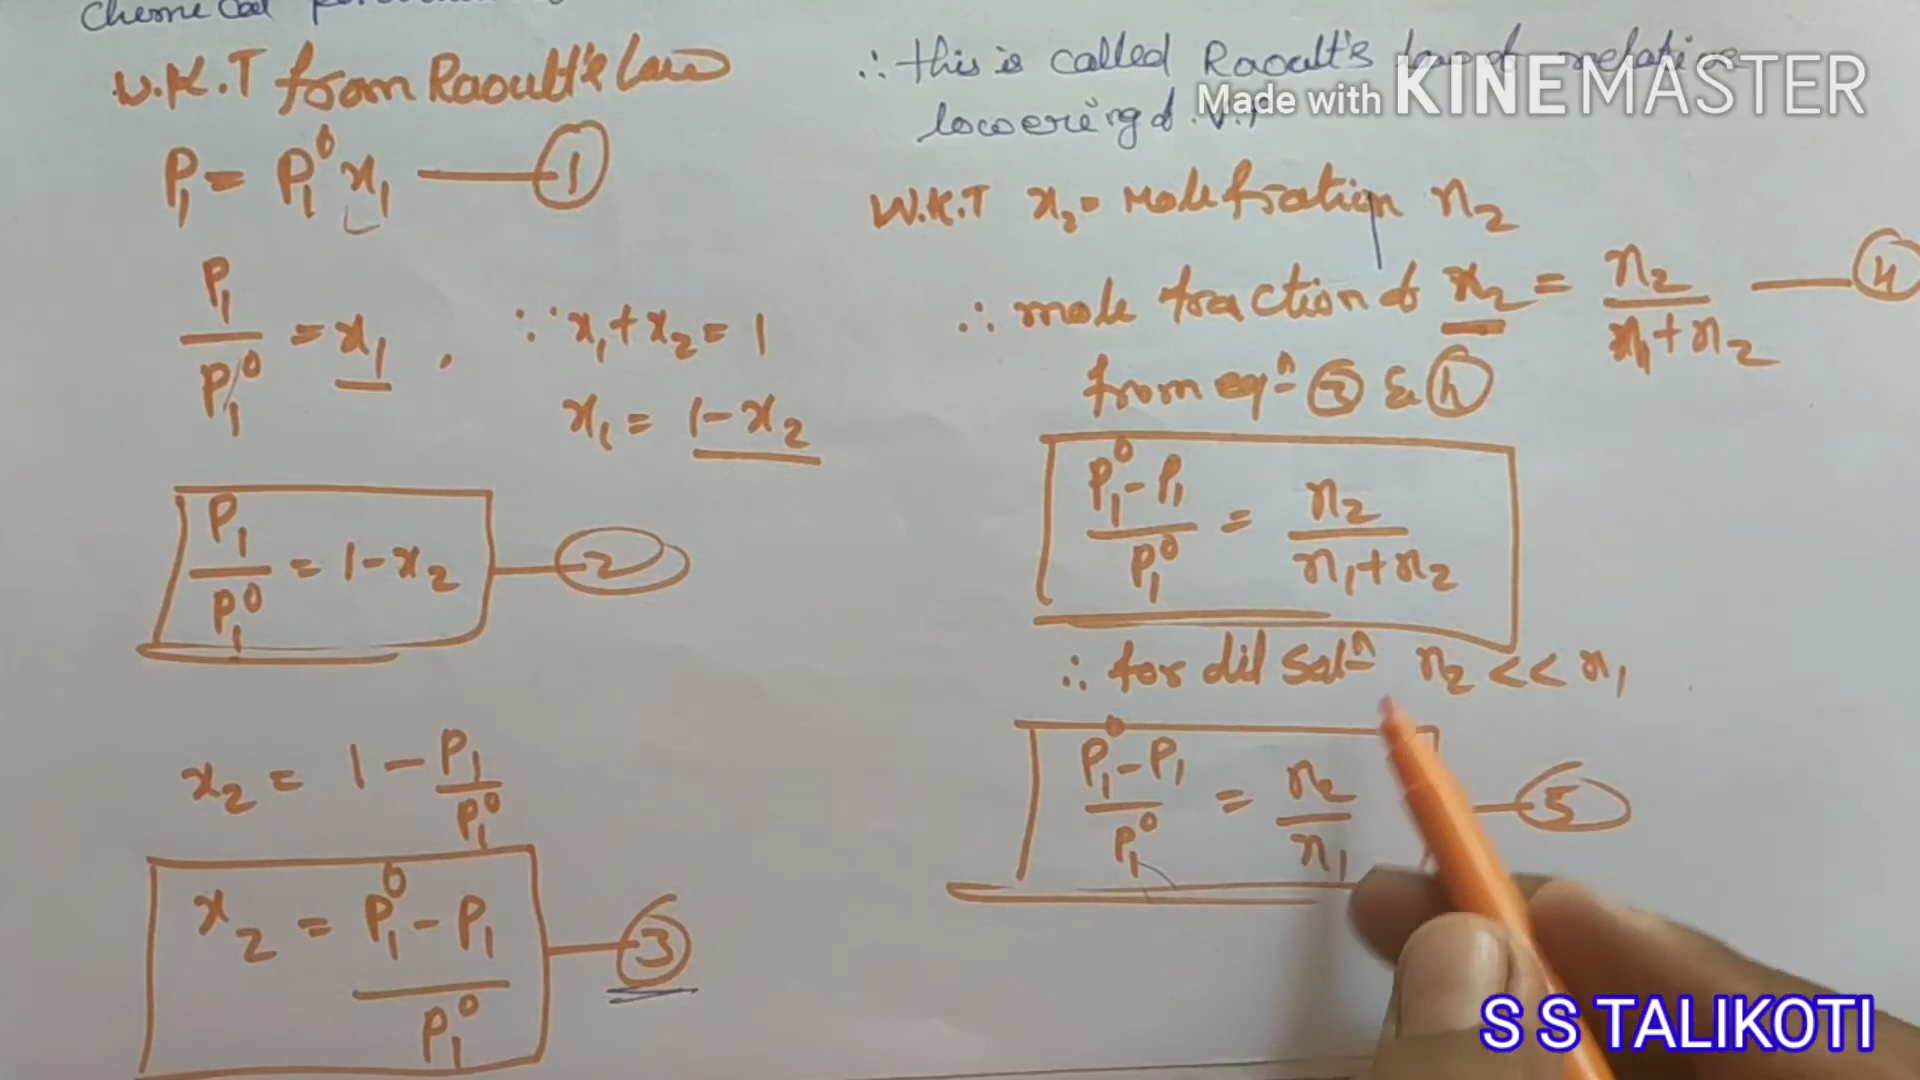 Chemical
W.K.T from Raoult's law
P₁ = P₁⁰ x₁ —— 1
P₁/P₁⁰ = x₁ , ∵ x₁ + x₂ = 1
x₁ = 1 - x₂
P₁/P₁⁰ = 1 - x₂ —— 2
x₂ = 1 - P₁/P₁⁰
x₂ = P₁⁰ - P₁/P₁⁰ —— 3
∴ this is called Raoult's law of relative
lowering of V.P
W.K.T x₂ = mole fration n₂
∴ mole fraction of x₂ = n₂/n₁ + n₂ —— 4
from eqⁿ 3 & 4
P₁⁰ - P₁/P₁⁰ = n₂/n₁ + n₂
∴ for dil solⁿ n₂ << n₁
P₁⁰ - P₁/P₁⁰ = n₂/n₁ —— 5
Made with KINEMASTER
S S TALIKOTI